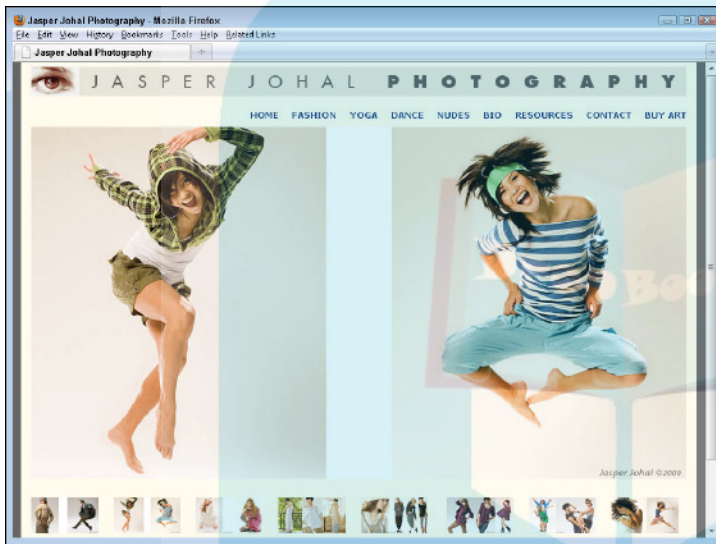 Jasper Johal Photography - Mozilla Firefox
File Edit View History Bookmarks Tools Help Related Links
Jasper Johal Photography
JASPER JOHAL PHOTOGRAPHY
HOME FASHION YOGA DANCE NUDES BIO RESOURCES CONTACT BUY ART
Jasper Johal ©2009